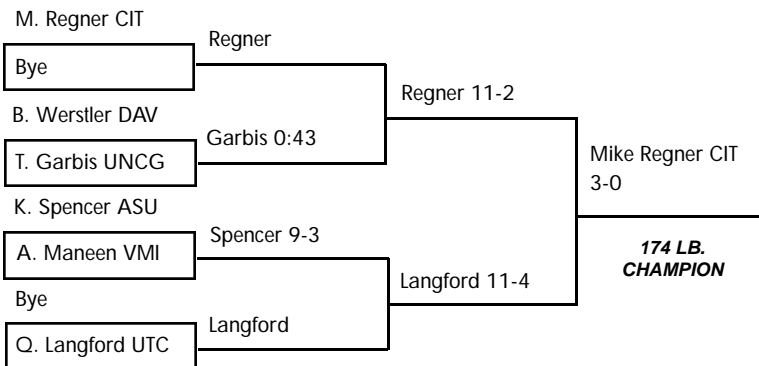 M. Regner CIT
Bye
B. Werstler DAV
T. Garbis UNCG
K. Spencer ASU
A. Maneen VMI
Bye
Q. Langford UTC
Regner
Garbis 0:43
Spencer 9-3
Langford
Regner 11-2
Langford 11-4
Mike Regner CIT
3-0
174 LB.
CHAMPION